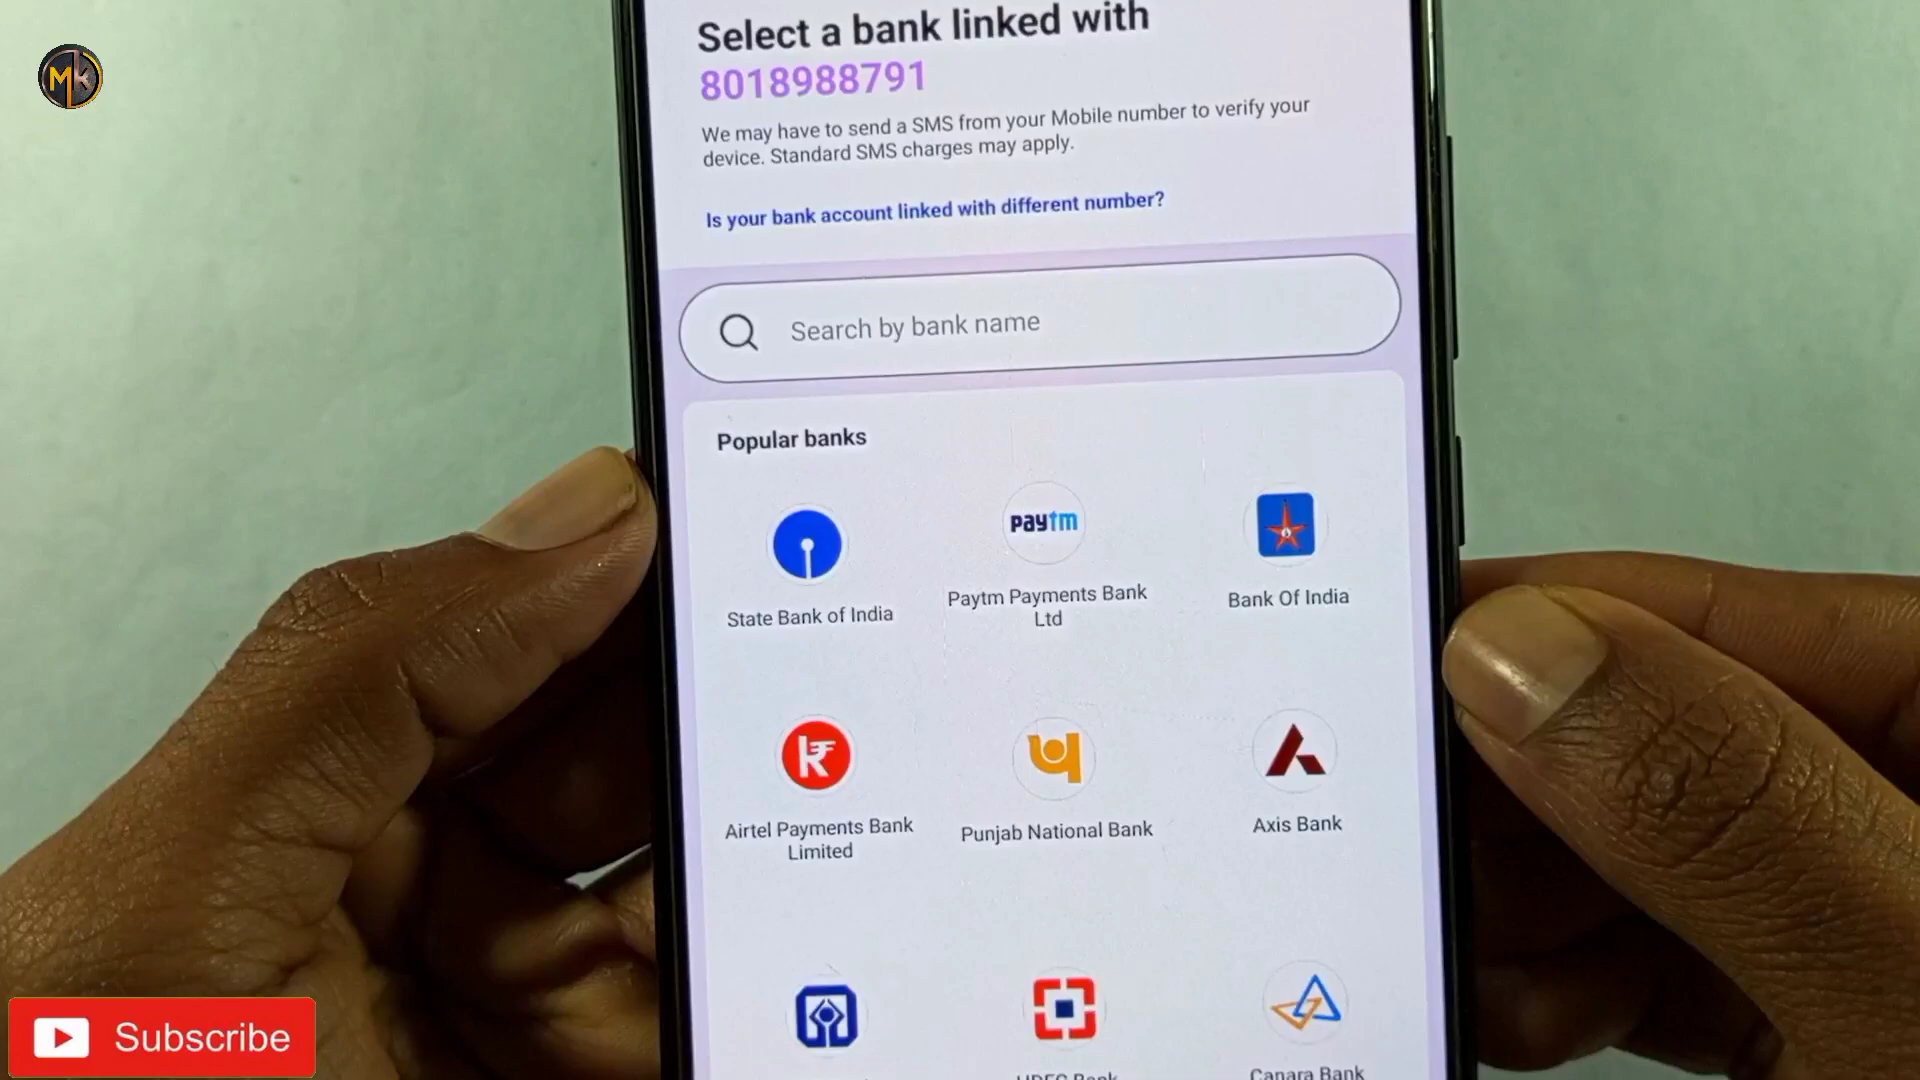 MK
Select a bank linked with
8018988791
We may have to send a SMS from your Mobile number to verify your
device. Standard SMS charges may apply.
Is your bank account linked with different number?
Search by bank name
Popular banks
State Bank of India
paytm
Paytm Payments Bank
Ltd
Bank Of India
Airtel Payments Bank
Limited
Punjab National Bank
Axis Bank
HDFC Bank
Canara Bank
Subscribe